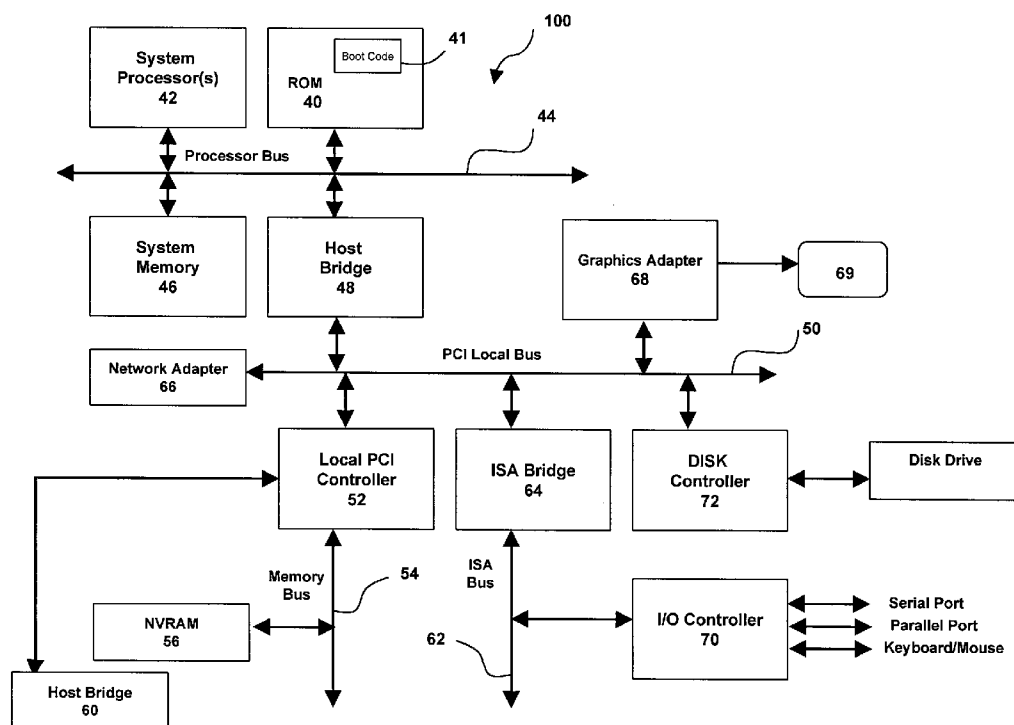 100
System
Processor(s)
42
41
Boot Code
ROM
40
44
Processor Bus
System
Memory
46
Host
Bridge
48
Graphics Adapter
68
69
50
PCI Local Bus
Network Adapter
66
Local PCI
Controller
52
ISA Bridge
64
DISK
Controller
72
Disk Drive
Memory
Bus
54
ISA
Bus
NVRAM
56
62
I/O Controller
70
Serial Port
Parallel Port
Keyboard/Mouse
Host Bridge
60